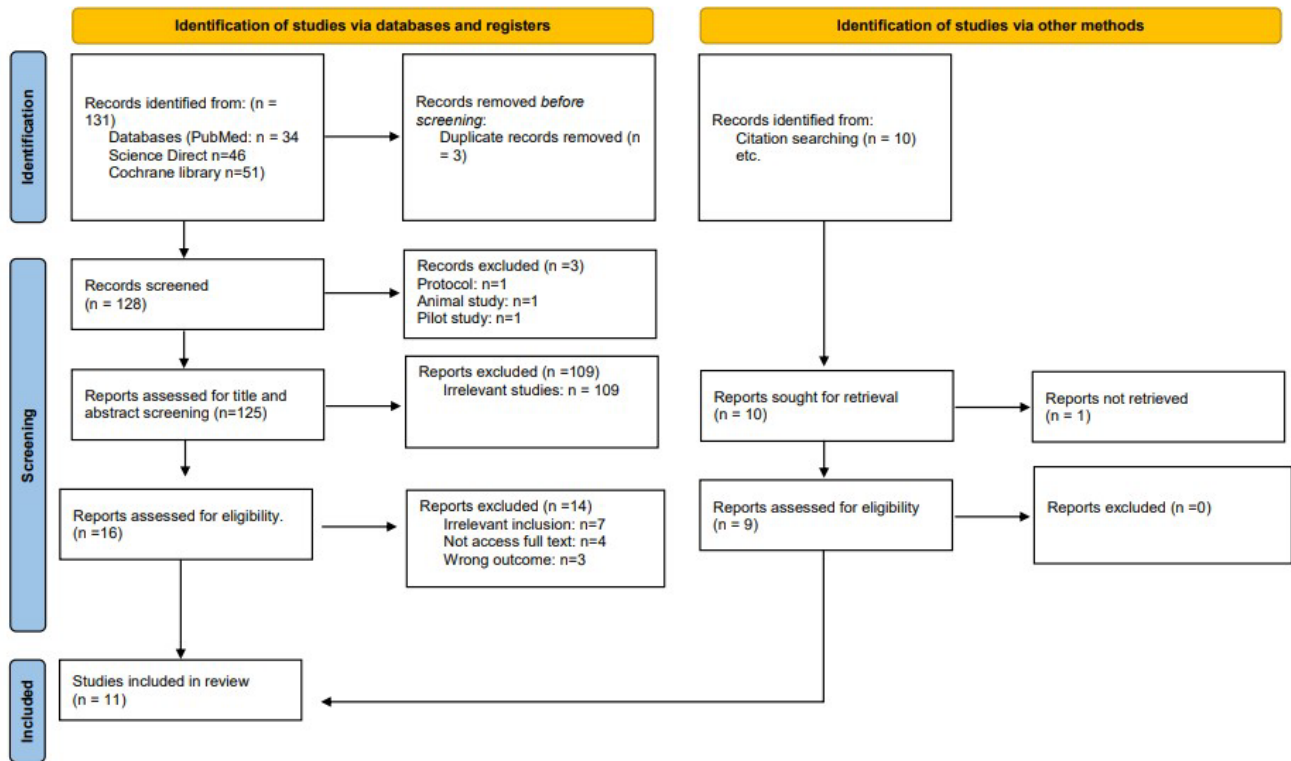 Identification of studies via databases and registers
Identification of studies via other methods
Identification
Records identified from: (n =
131)
Databases (PubMed: n = 34
Science Direct n=46
Cochrane library n=51)
Records removed before
screening:
Duplicate records removed (n
= 3)
Records identified from:
Citation searching (n = 10)
etc.
Screening
Records screened
(n = 128)
Records excluded (n =3)
Protocol: n=1
Animal study: n=1
Pilot study: n=1
Reports assessed for title and
abstract screening (n=125)
Reports excluded (n =109)
Irrelevant studies: n = 109
Reports sought for retrieval
(n = 10)
Reports not retrieved
(n = 1)
Reports assessed for eligibility.
(n =16)
Reports excluded (n =14)
Irrelevant inclusion: n=7
Not access full text: n=4
Wrong outcome: n=3
Reports assessed for eligibility
(n = 9)
Reports excluded (n =0)
Included
Studies included in review
(n = 11)